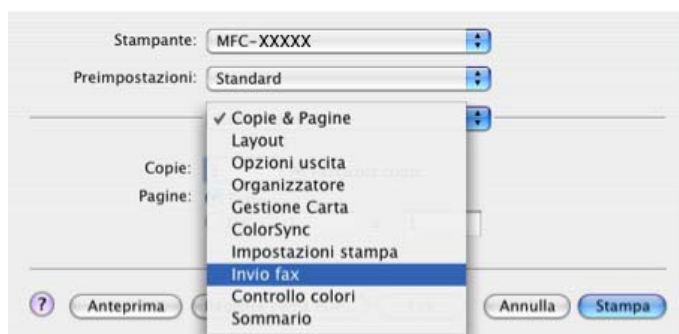 Stampante: MFC-XXXXX
Preimpostazioni: Standard
✓ Copie & Pagine
Layout
Opzioni uscita
Organizzatore
Copie:
Gestione Carta
Pagine:
ColorSync
Impostazioni stampa
Invio fax
Controllo colori
Sommario
? Anteprima Annulla Stampa